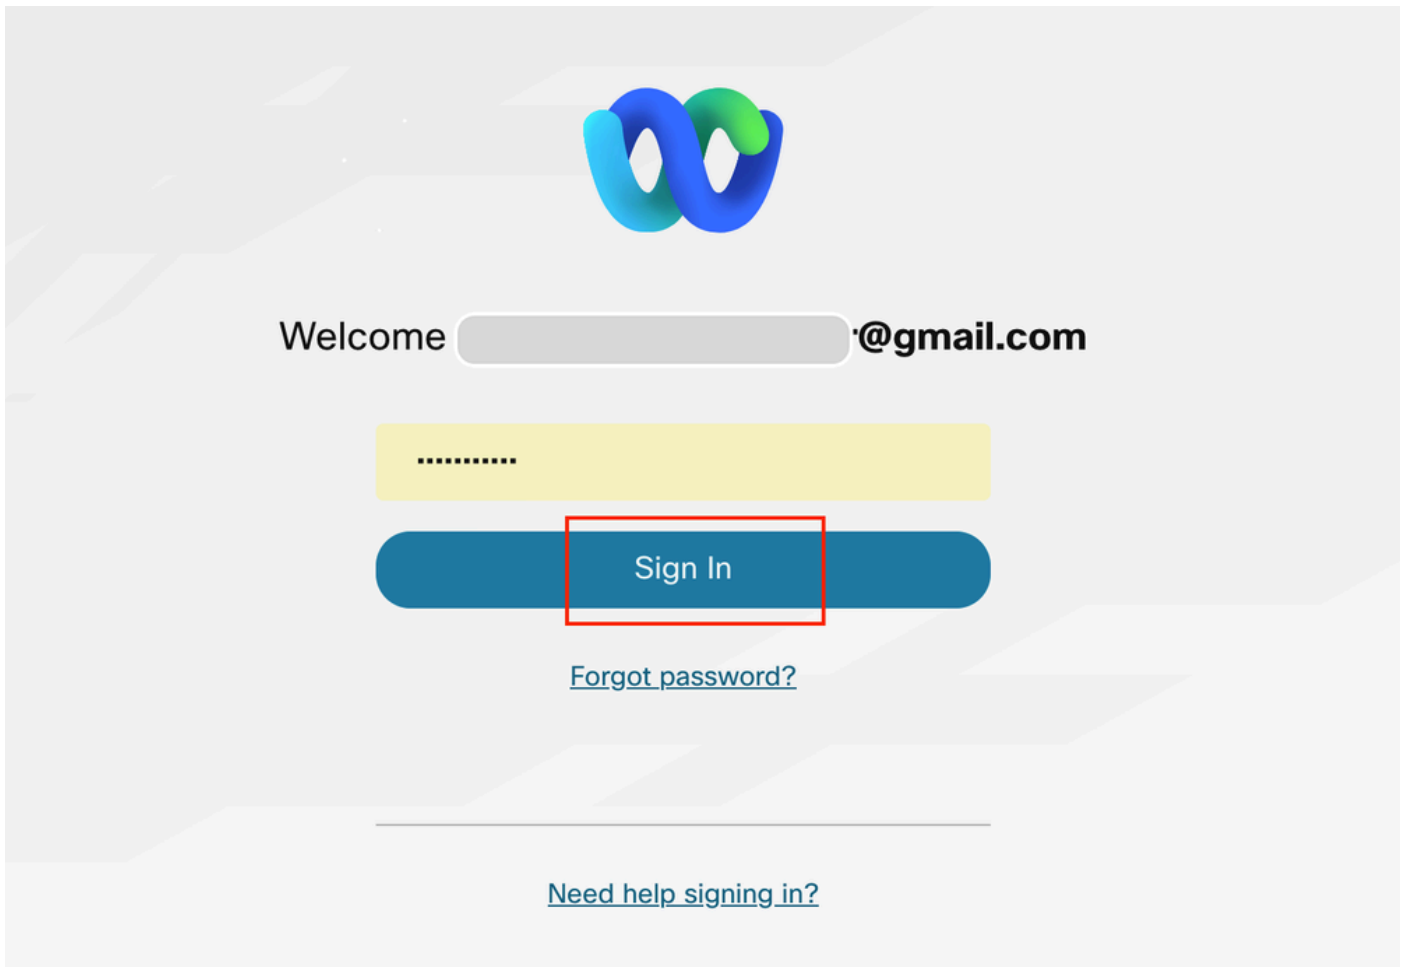 Welcome @gmail.com
•••••••••••
Sign In
Forgot password?
Need help signing in?